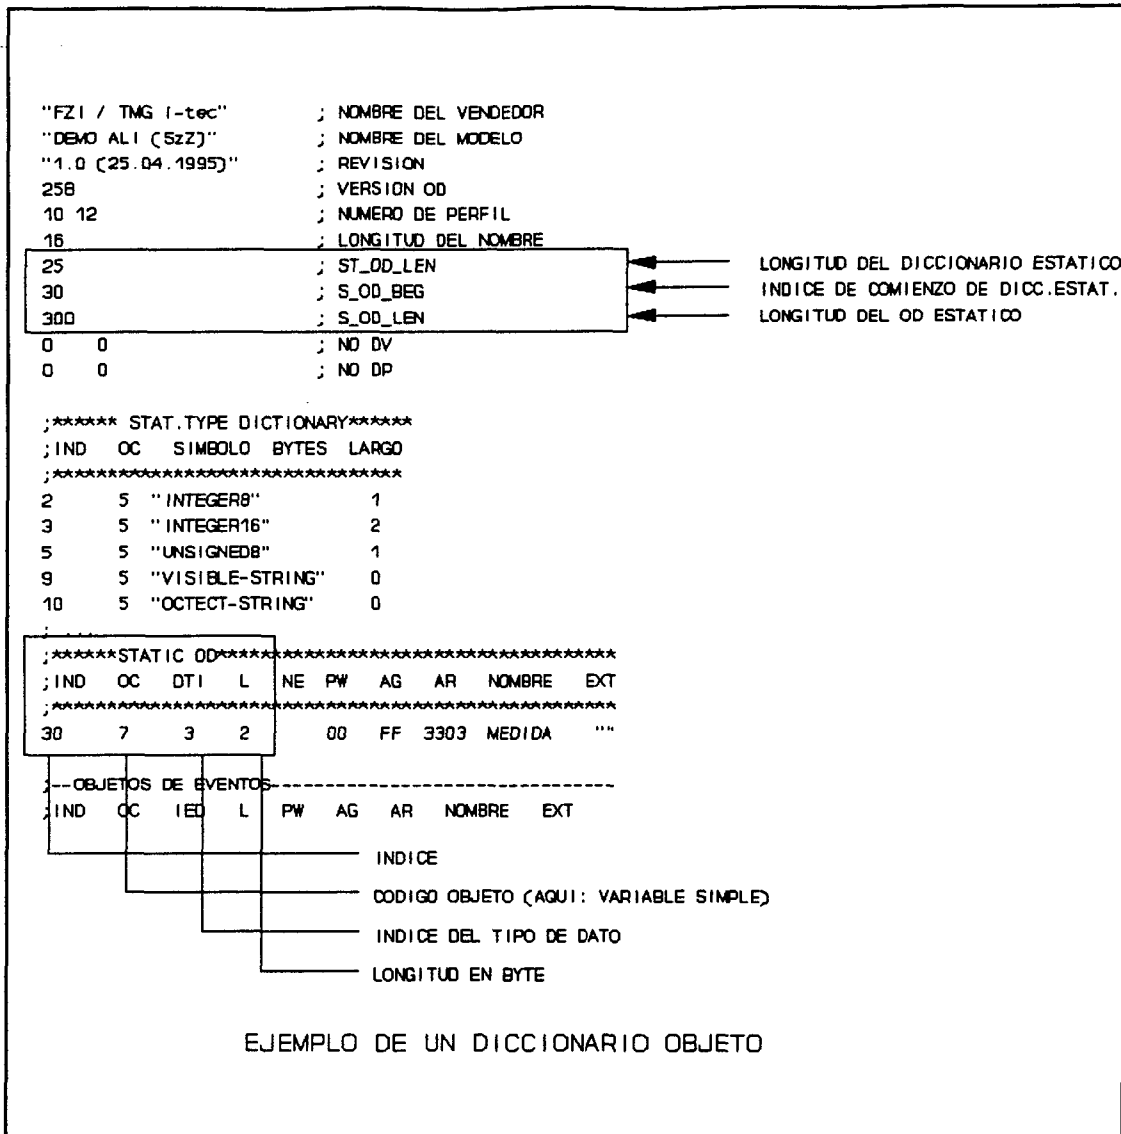 "FZI / TMG i-tec" ; NOMBRE DEL VENDEDOR
"DEMO ALI (SzZ)" ; NOMBRE DEL MODELO
"1.0 (25.04.1995)" ; REVISION
258 ; VERSION OD
10 12 ; NUMERO DE PERFIL
16 ; LONGITUD DEL NOMBRE
25 ; ST_OD_LEN LONGITUD DEL DICCIONARIO ESTATICO
30 ; S_OD_BEG INDICE DE COMIENZO DE DICC.ESTAT.
300 ; S_OD_LEN LONGITUD DEL OD ESTATICO
0 0 ; NO DV
0 0 ; NO DP
;****** STAT.TYPE DICTIONARY******
;IND OC SIMBOLO BYTES LARGO
;********************************
2 5 "INTEGER8" 1
3 5 "INTEGER16" 2
5 5 "UNSIGNED8" 1
9 5 "VISIBLE-STRING" 0
10 5 "OCTECT-STRING" 0
; ...
;******STATIC OD*************************************
;IND OC DTI L NE PW AG AR NOMBRE EXT
;****************************************************
30 7 3 2 00 FF 3303 MEDIDA ""
;--OBJETOS DE EVENTOS--------------------------------
;IND OC IED L PW AG AR NOMBRE EXT
INDICE
CODIGO OBJETO (AQUI: VARIABLE SIMPLE)
INDICE DEL TIPO DE DATO
LONGITUD EN BYTE
EJEMPLO DE UN DICCIONARIO OBJETO